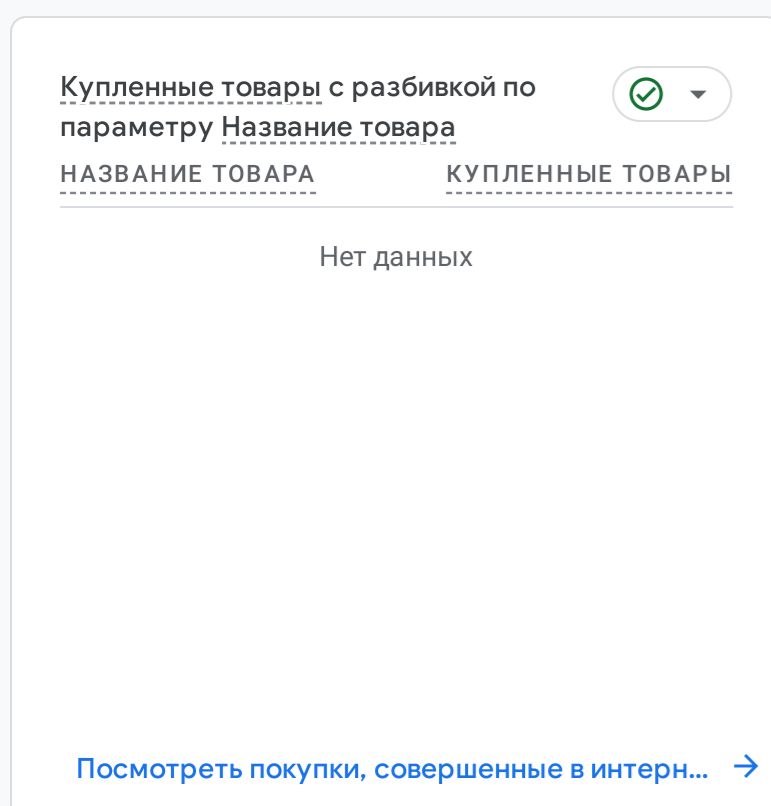 Купленные товары с разбивкой по
параметру Название товара
НАЗВАНИЕ ТОВАРА КУПЛЕННЫЕ ТОВАРЫ
Нет данных
Посмотреть покупки, совершенные в интерн...